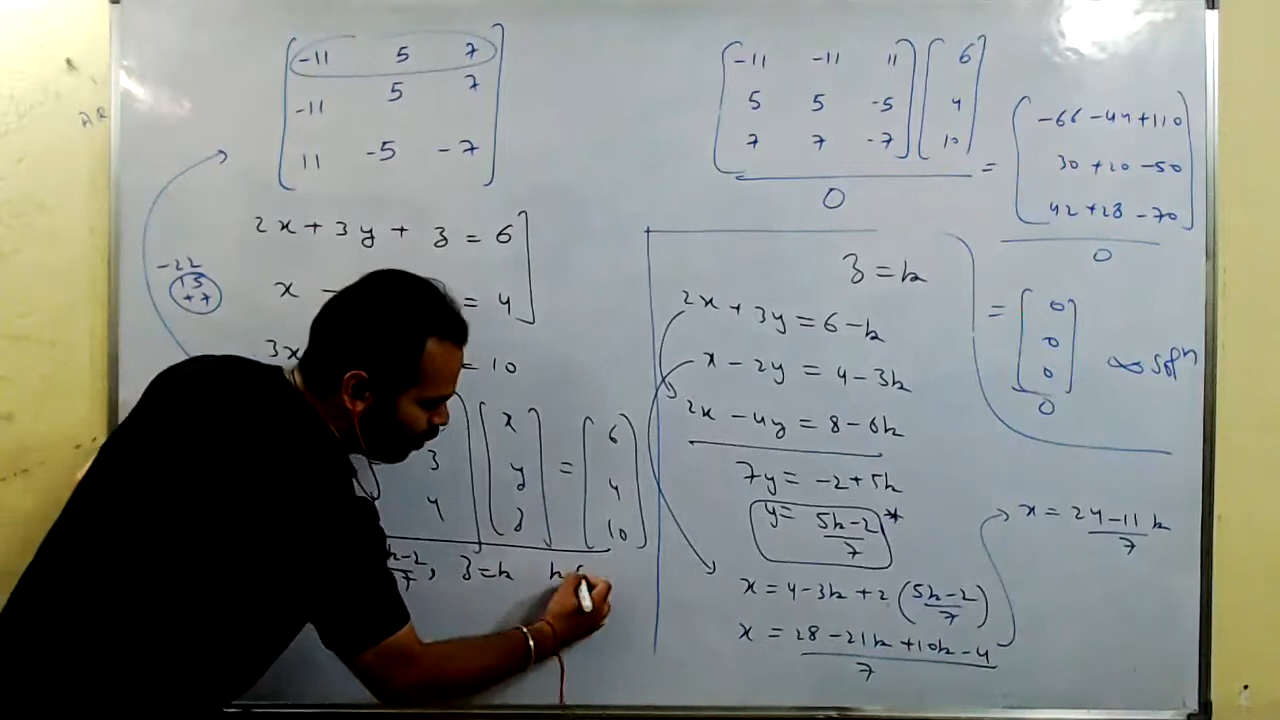 -11 5 7
-11 5 7
11 -5 -7
AR
2x + 3y + z = 6
x - = 4
3x = 10
-22
15
+7
3
4
x
y
z
=
6
4
10
k-2
7
, z = k k
-11 -11 11
5 5 -5
7 7 -7
0
6
4
10
=
-66 - 44 + 110
30 + 20 - 50
42 + 28 - 70
0
=
0
0
0
0
∞ solⁿ
z = k
2x + 3y = 6 - k
x - 2y = 4 - 3k
2x - 4y = 8 - 6k
7y = -2 + 5k
y = 5k-2 *
7
x = 4 - 3k + 2 (5k-2)
7
x = 28 - 21k + 10k - 4
7
x = 24 - 11k
7